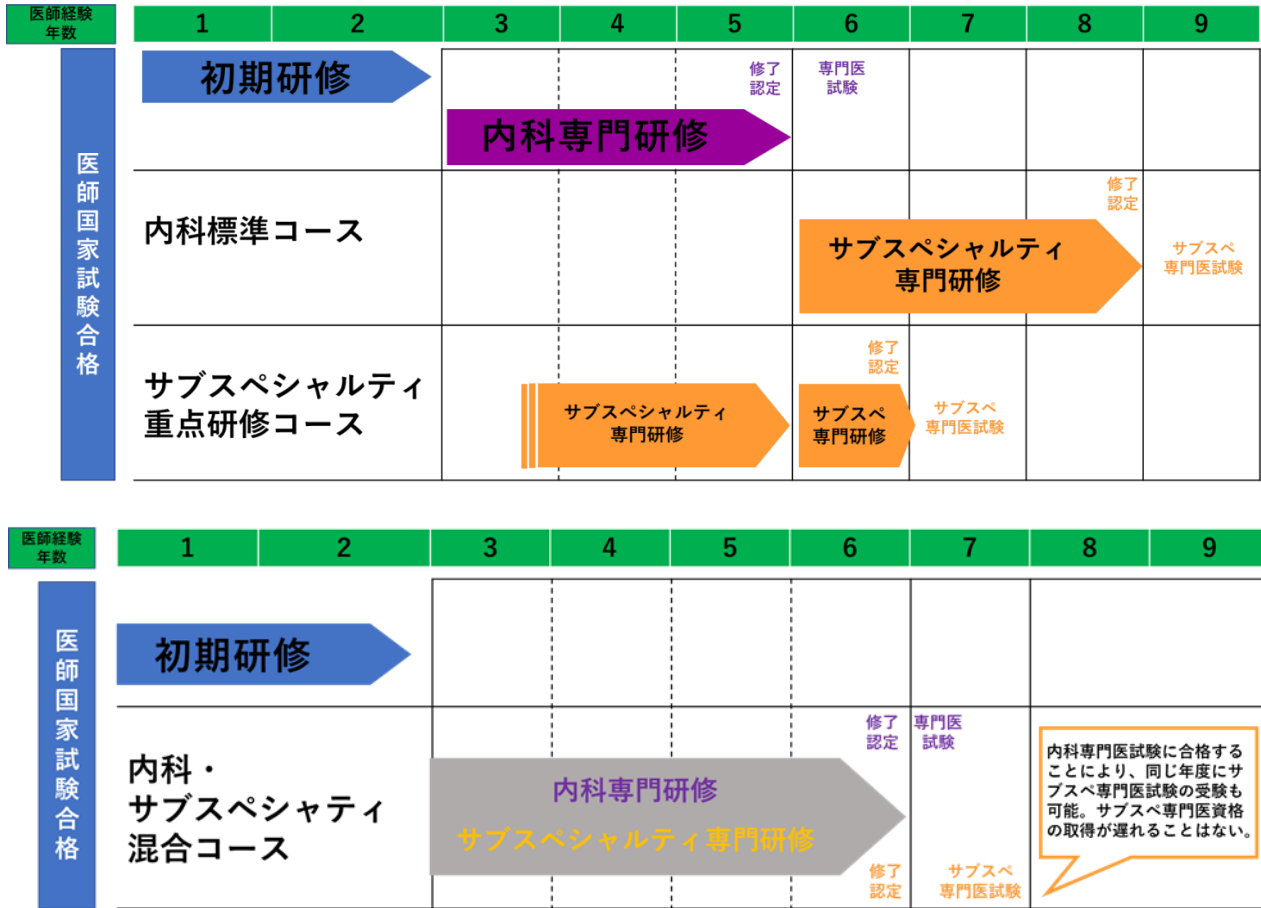 医師経験
年数
1
2
3
4
5
6
7
8
9
医師国家試験合格
初期研修
修了
認定
専門医
試験
内科専門研修
内科標準コース
修了
認定
サブスペシャルティ
専門研修
サブスペ
専門医試験
サブスペシャルティ
重点研修コース
修了
認定
サブスペシャルティ
専門研修
サブスペ
専門研修
サブスペ
専門医試験
医師経験
年数
1
2
3
4
5
6
7
8
9
医師国家試験合格
初期研修
内科・
サブスペシャティ
混合コース
修了
認定
専門医
試験
内科専門研修
サブスペシャルティ専門研修
修了
認定
サブスペ
専門医試験
内科専門医試験に合格する
ことにより、同じ年度にサ
ブスペ専門医試験の受験も
可能。サブスペ専門医資格
の取得が遅れることはない。